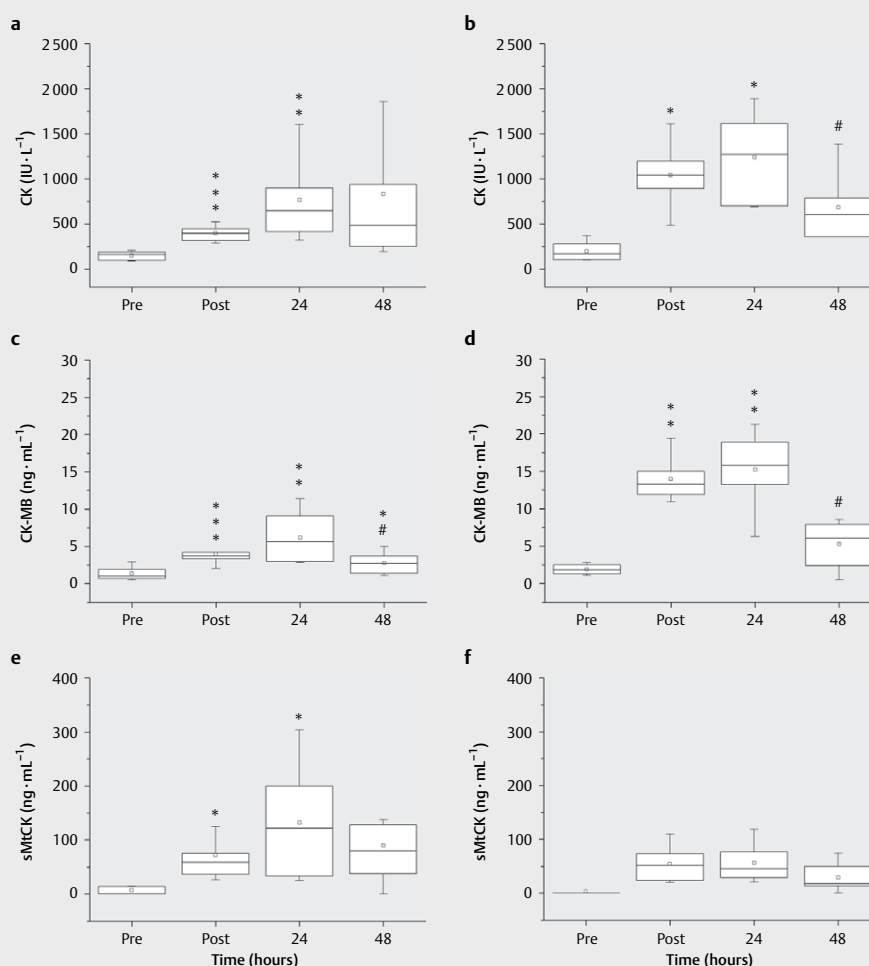 a
CK (IU·L⁻¹)
2 500
2 000
1 500
1 000
500
0
*
*
*
*
*
Pre Post 24 48
b
CK (IU·L⁻¹)
2 500
2 000
1 500
1 000
500
0
*
*
#
Pre Post 24 48
c
CK-MB (ng·mL⁻¹)
30
25
20
15
10
5
0
*
*
*
*
*
*
#
Pre Post 24 48
d
CK-MB (ng·mL⁻¹)
30
25
20
15
10
5
0
*
*
*
*
#
Pre Post 24 48
e
sMtCK (ng·mL⁻¹)
400
300
200
100
0
*
*
Pre Post 24 48
Time (hours)
f
sMtCK (ng·mL⁻¹)
400
300
200
100
0
Pre Post 24 48
Time (hours)